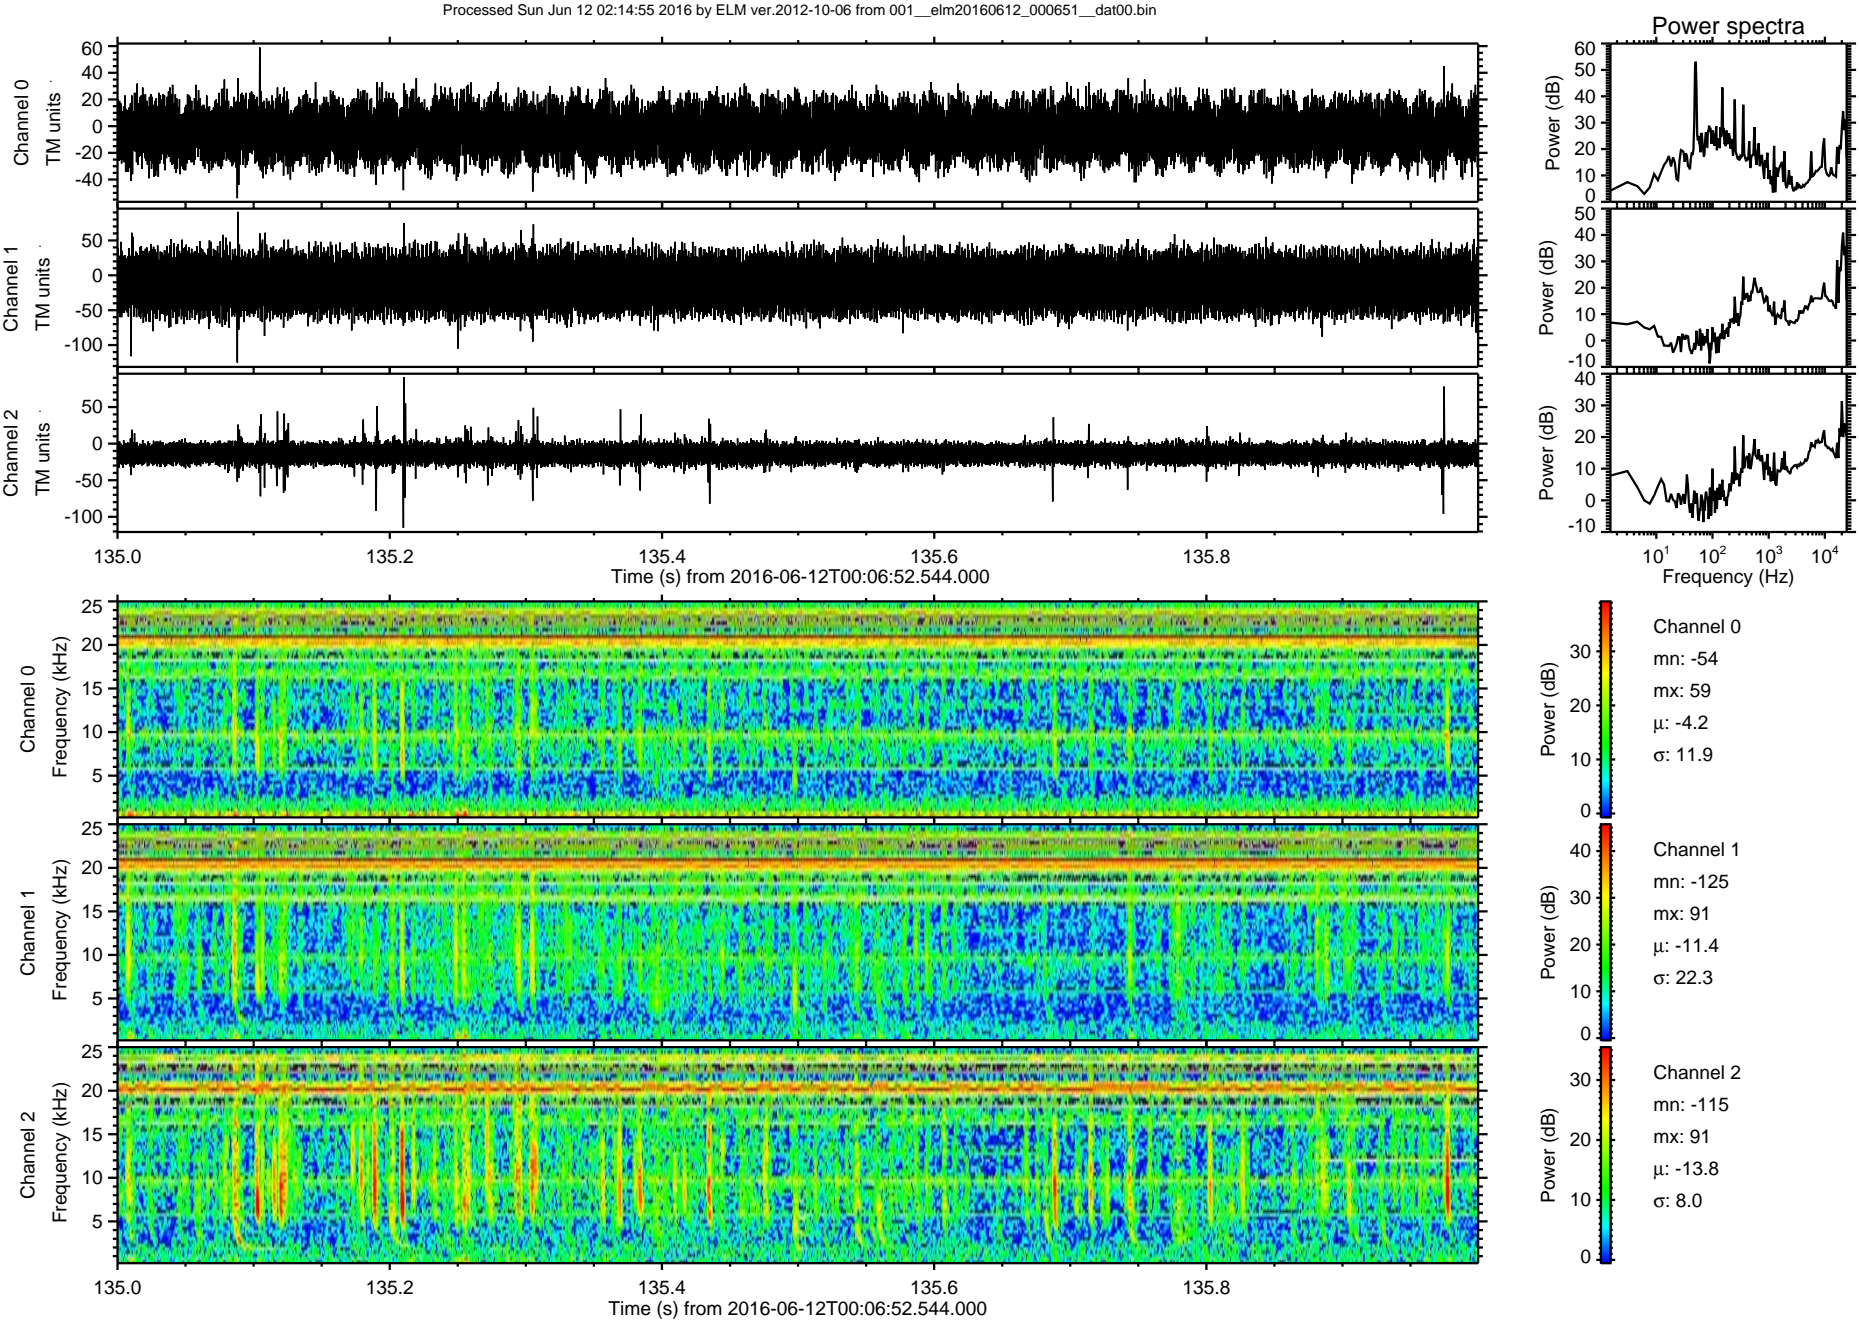 Processed Sun Jun 12 02:14:55 2016 by ELM ver.2012-10-06 from 001__elm20160612_000651__dat00.bin
Power spectra
Channel 0
TM units
60
40
20
0
-20
-40
Power (dB)
60
50
40
30
20
10
0
Channel 1
TM units
50
0
-50
-100
Power (dB)
50
40
30
20
10
0
-10
Channel 2
TM units
50
0
-50
-100
Power (dB)
40
30
20
10
0
-10
135.0 135.2 135.4 135.6 135.8
Time (s) from 2016-06-12T00:06:52.544.000
10¹ 10² 10³ 10⁴
Frequency (Hz)
Channel 0
Frequency (kHz)
25
20
15
10
5
Power (dB)
30
20
10
0
Channel 0
mn: -54
mx: 59
μ: -4.2
σ: 11.9
Channel 1
Frequency (kHz)
25
20
15
10
5
Power (dB)
40
30
20
10
0
Channel 1
mn: -125
mx: 91
μ: -11.4
σ: 22.3
Channel 2
Frequency (kHz)
25
20
15
10
5
Power (dB)
30
20
10
0
Channel 2
mn: -115
mx: 91
μ: -13.8
σ: 8.0
135.0 135.2 135.4 135.6 135.8
Time (s) from 2016-06-12T00:06:52.544.000